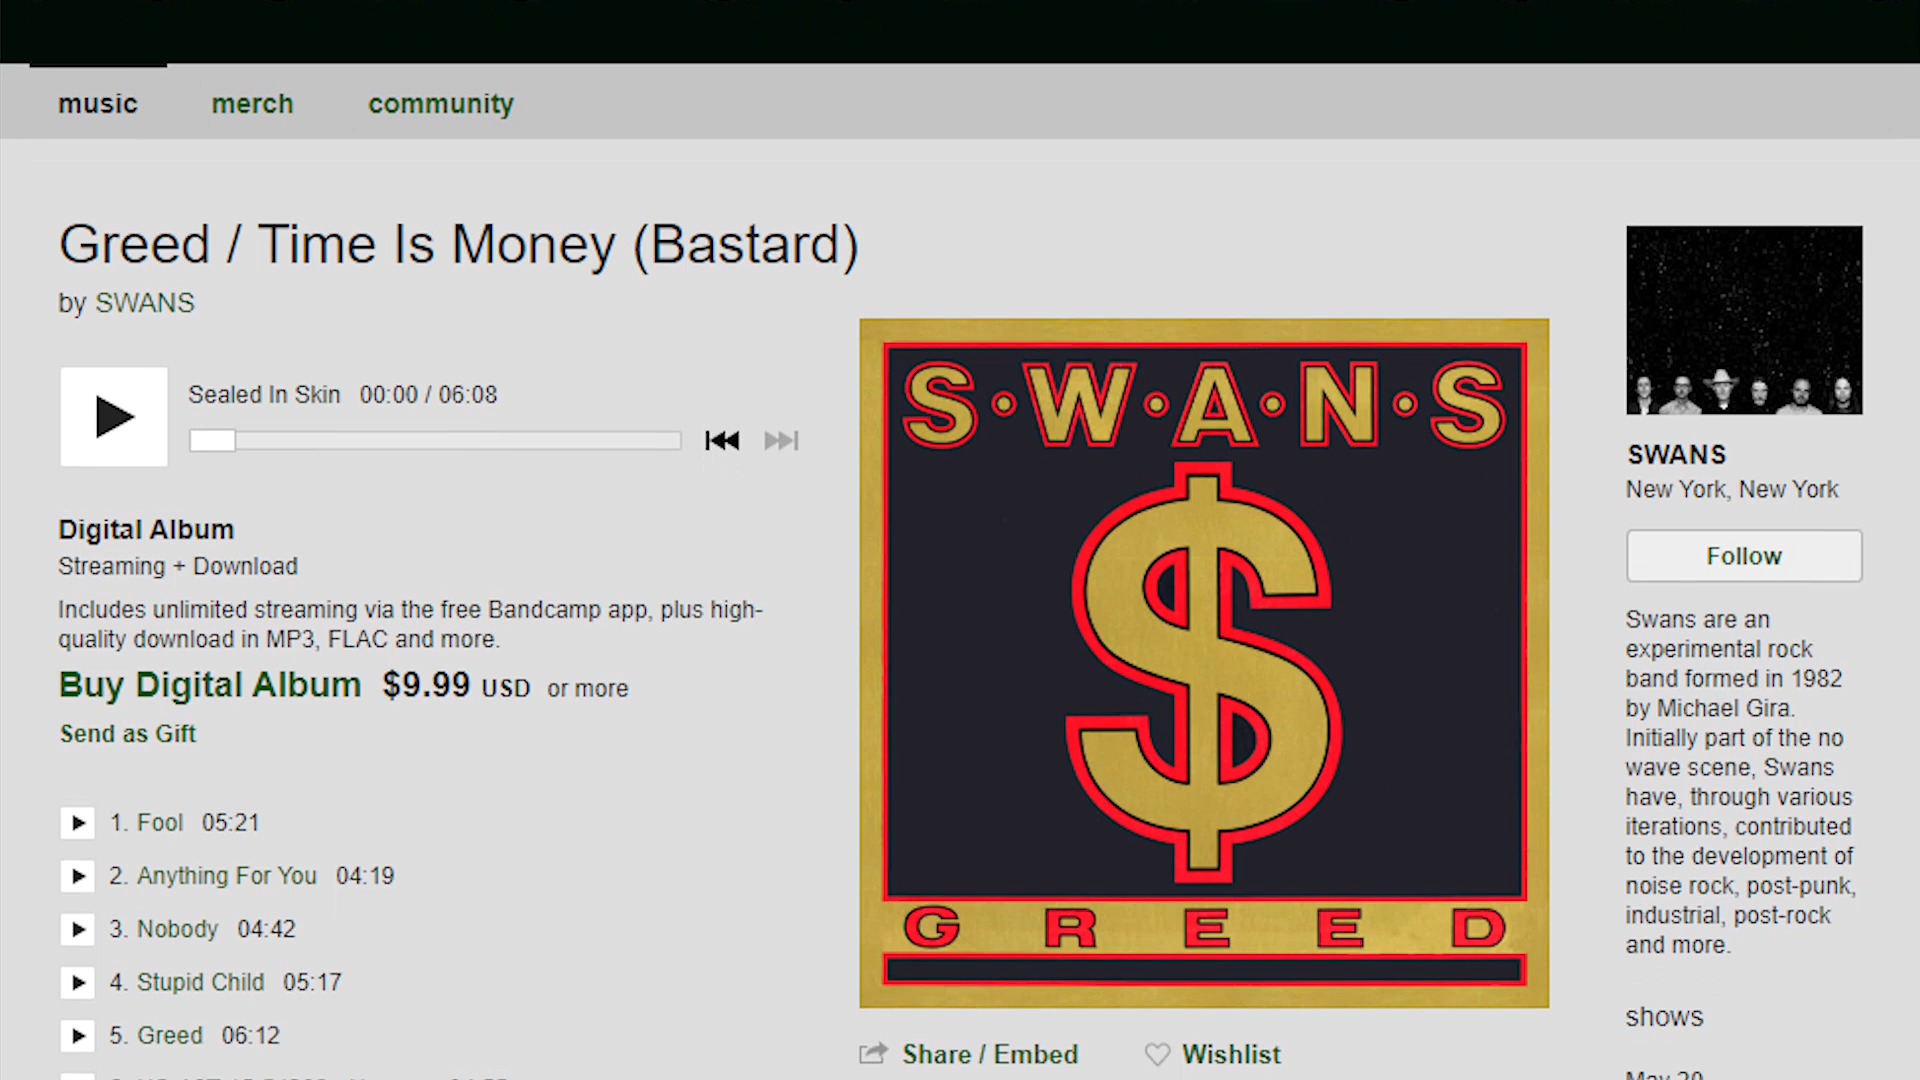 music merch community
Greed / Time Is Money (Bastard)
by SWANS
Sealed In Skin 00:00 / 06:08
Digital Album
Streaming + Download
Includes unlimited streaming via the free Bandcamp app, plus high-
quality download in MP3, FLAC and more.
Buy Digital Album $9.99 USD or more
Send as Gift
1. Fool 05:21
2. Anything For You 04:19
3. Nobody 04:42
4. Stupid Child 05:17
5. Greed 06:12
S·W·A·N·S
$
GREED
Share / Embed Wishlist
SWANS
New York, New York
Follow
Swans are an
experimental rock
band formed in 1982
by Michael Gira.
Initially part of the no
wave scene, Swans
have, through various
iterations, contributed
to the development of
noise rock, post-punk,
industrial, post-rock
and more.
shows
May 20